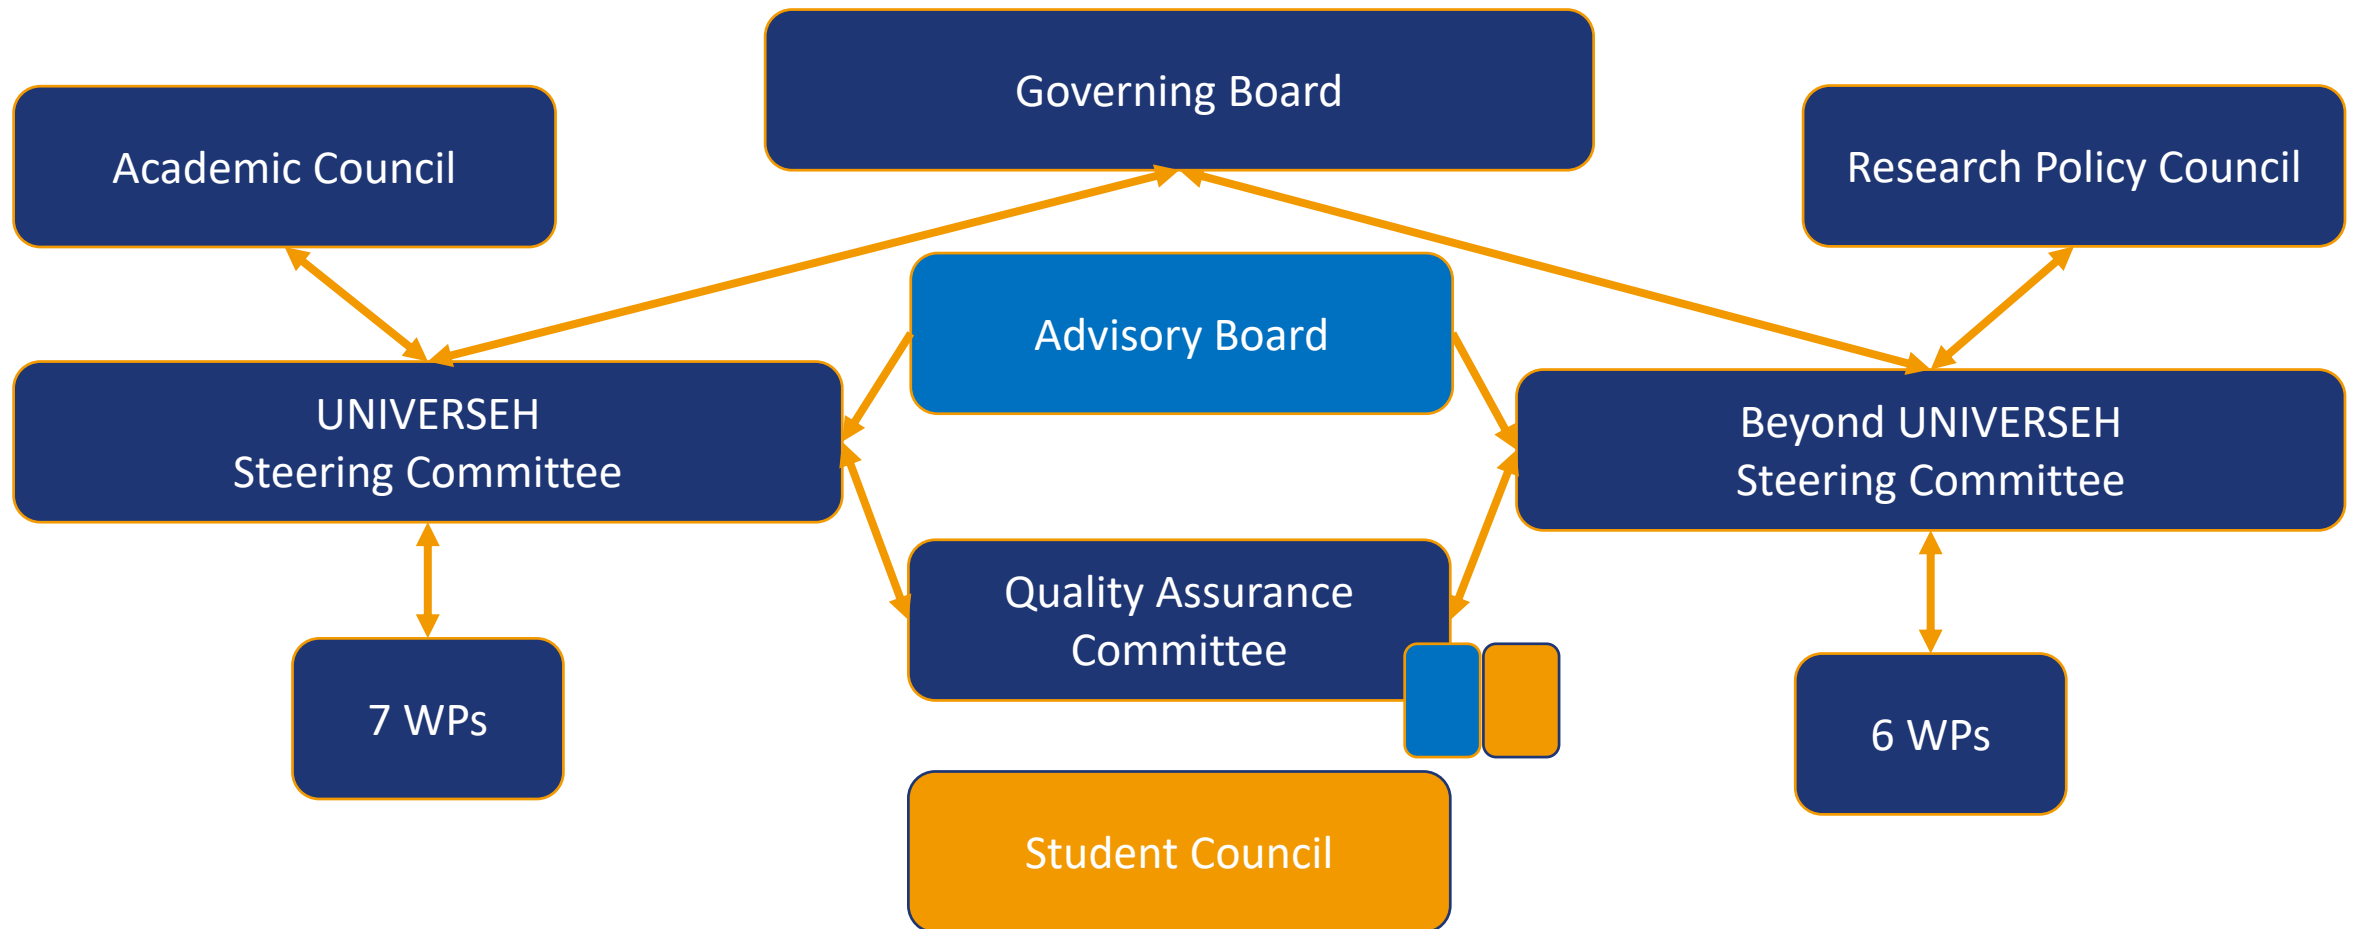 Governing Board
Academic Council
Research Policy Council
Advisory Board
UNIVERSEH
Steering Committee
Beyond UNIVERSEH
Steering Committee
Quality Assurance
Committee
7 WPs
6 WPs
Student Council